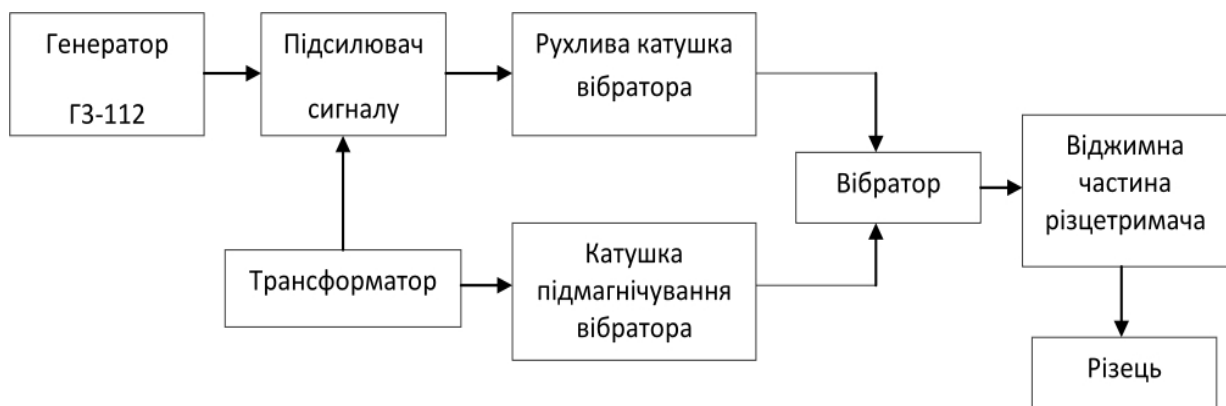 Генератор
ГЗ-112
Підсилювач
сигналу
Рухлива катушка
вібратора
Вібратор
Віджимна
частина
різцетримача
Трансформатор
Катушка
підмагнічування
вібратора
Різець